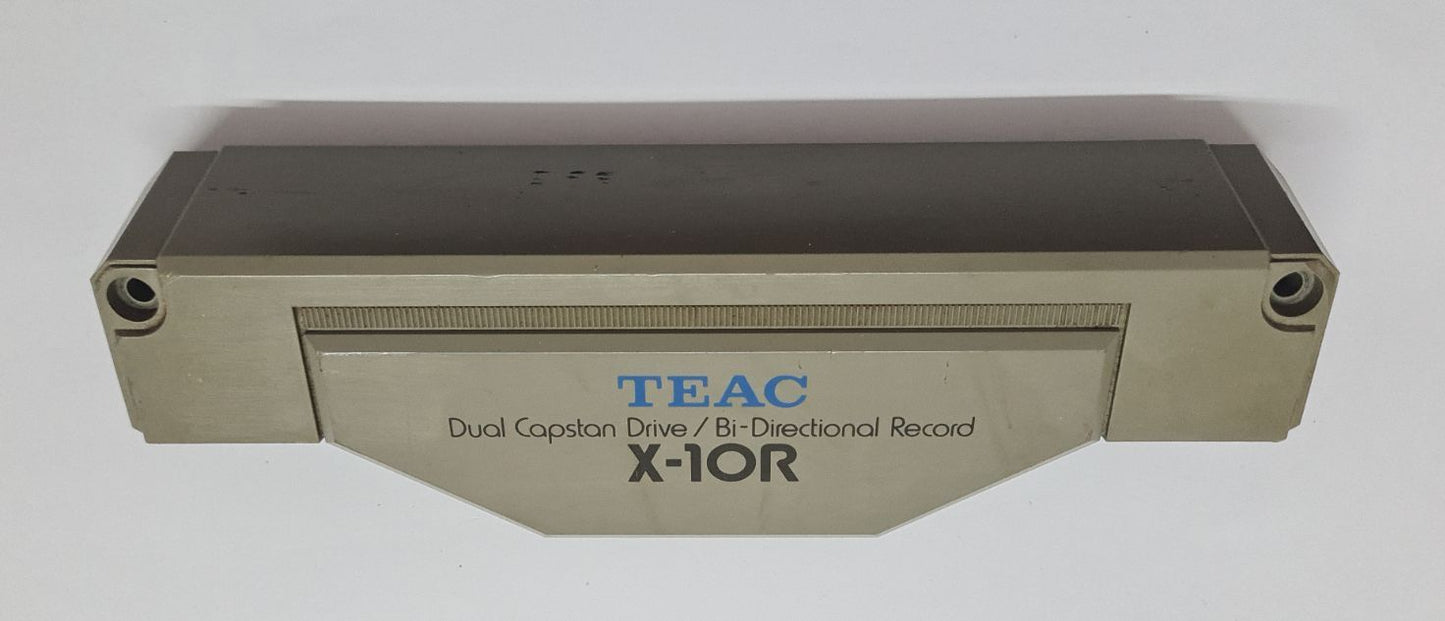 TEAC
Dual Capstan Drive / Bi-Directional Record
X-10R